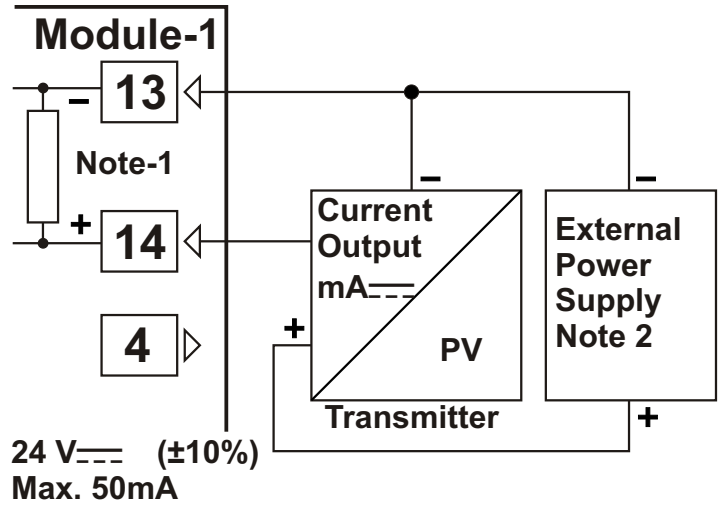 Module-1
− 13
Note-1
+ 14
4
24 V⎓ (±10%)
Max. 50mA
−
Current
Output
mA⎓
+
PV
Transmitter
−
External
Power
Supply
Note 2
+